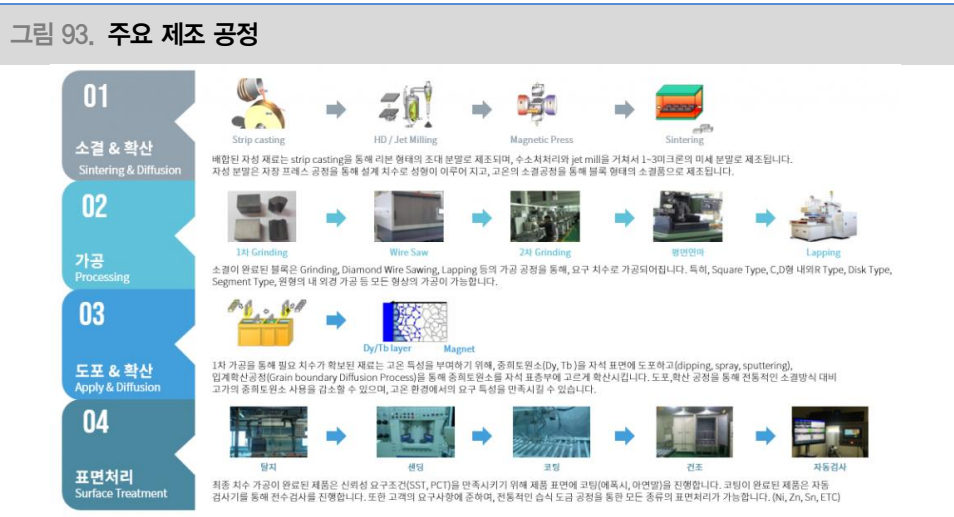 그림 93. 주요 제조 공정
01
소결 & 확산
Sintering & Diffusion
Strip casting
HD / Jet Milling
Magnetic Press
Sintering
배합된 자성 재료는 strip casting을 통해 리본 형태의 조대 분말로 제조되며, 수소처처리와 jet mill을 거쳐서 1~3미크론의 미세 분말로 제조됩니다.
자성 분말은 자장 프레스 공정을 통해 설계 치수로 성형이 이루어 지고, 고온의 소결공정을 통해 블록 형태의 소결품으로 제조됩니다.
02
가공
Processing
1차 Grinding
Wire Saw
2차 Grinding
평면연마
Lapping
소결이 완료된 블록은 Grinding, Diamond Wire Sawing, Lapping 등의 가공 공정을 통해, 요구 치수로 가공되어집니다. 특히, Square Type, C,D형 내외R Type, Disk Type,
Segment Type, 원형의 내 외경 가공 등 모든 형상의 가공이 가능합니다.
03
도포 & 확산
Apply & Diffusion
Dy/Tb layer
Magnet
1차 가공을 통해 필요 치수가 확보된 재료는 고온 특성을 부여하기 위해, 중희토원소(Dy, Tb )을 자석 표면에 도포하고(dipping, spray, sputtering),
입계확산공정(Grain boundary Diffusion Process)을 통해 중희토원소를 자석 표층부에 고르게 확산시킵니다. 도포,확산 공정을 통해 전통적인 소결방식 대비
고가의 중희토원소 사용을 감소할 수 있으며, 고온 환경에서의 요구 특성을 만족시킬 수 있습니다.
04
표면처리
Surface Treatment
탈지
샌딩
코팅
건조
자동검사
최종 치수 가공이 완료된 제품은 신뢰성 요구조건(SST, PCT)을 만족시키기 위해 제품 표면에 코팅(에폭시, 아연말)을 진행합니다. 코팅이 완료된 제품은 자동
검사기를 통해 전수검사를 진행합니다. 또한 고객의 요구사항에 준하여, 전통적인 습식 도금 공정을 통한 모든 종류의 표면처리가 가능합니다. (Ni, Zn, Sn, ETC)